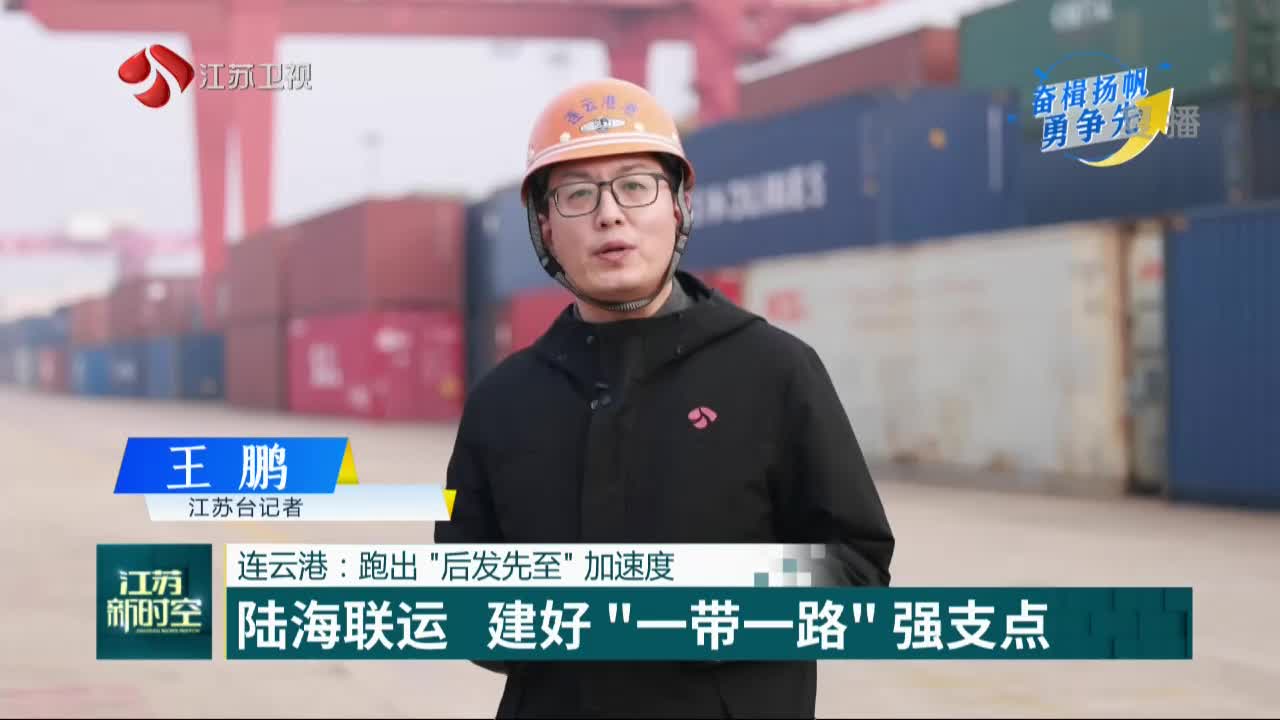 江苏卫视
奋楫扬帆
勇争先
播
连云港港
王鹏
江苏台记者
江苏
新时空
连云港：跑出 "后发先至" 加速度
陆海联运 建好 "一带一路" 强支点